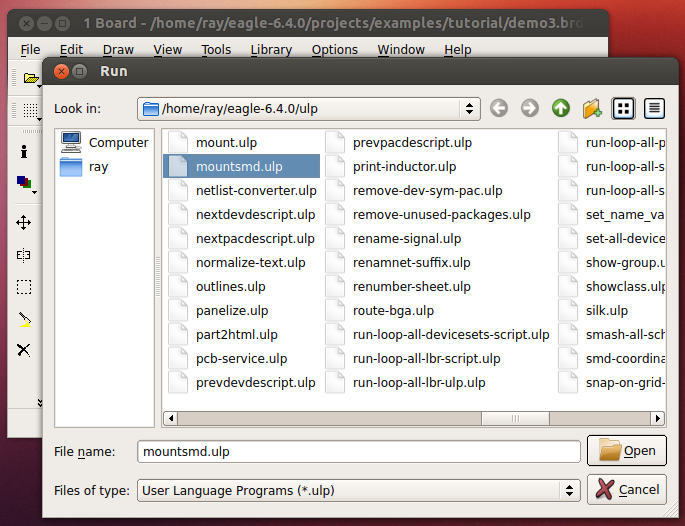 1 Board - /home/ray/eagle-6.4.0/projects/examples/tutorial/demo3.brd
File Edit Draw View Tools Library Options Window Help
Run
Look in: /home/ray/eagle-6.4.0/ulp
Computer
ray
mount.ulp
mountsmd.ulp
netlist-converter.ulp
nextdevdescript.ulp
nextpacdescript.ulp
normalize-text.ulp
outlines.ulp
panelize.ulp
part2html.ulp
pcb-service.ulp
prevdevdescript.ulp
prevpacdescript.ulp
print-inductor.ulp
remove-dev-sym-pac.ulp
remove-unused-packages.ulp
rename-signal.ulp
renamnet-suffix.ulp
renumber-sheet.ulp
route-bga.ulp
run-loop-all-devicesets-script.ulp
run-loop-all-lbr-script.ulp
run-loop-all-lbr-ulp.ulp
run-loop-all-p
run-loop-all-s
run-loop-all-s
set_name_va
set-all-device
show-group.u
showclass.ulp
silk.ulp
smash-all-sch
smd-coordina
snap-on-grid-
File name: mountsmd.ulp Open
Files of type: User Language Programs (*.ulp) Cancel